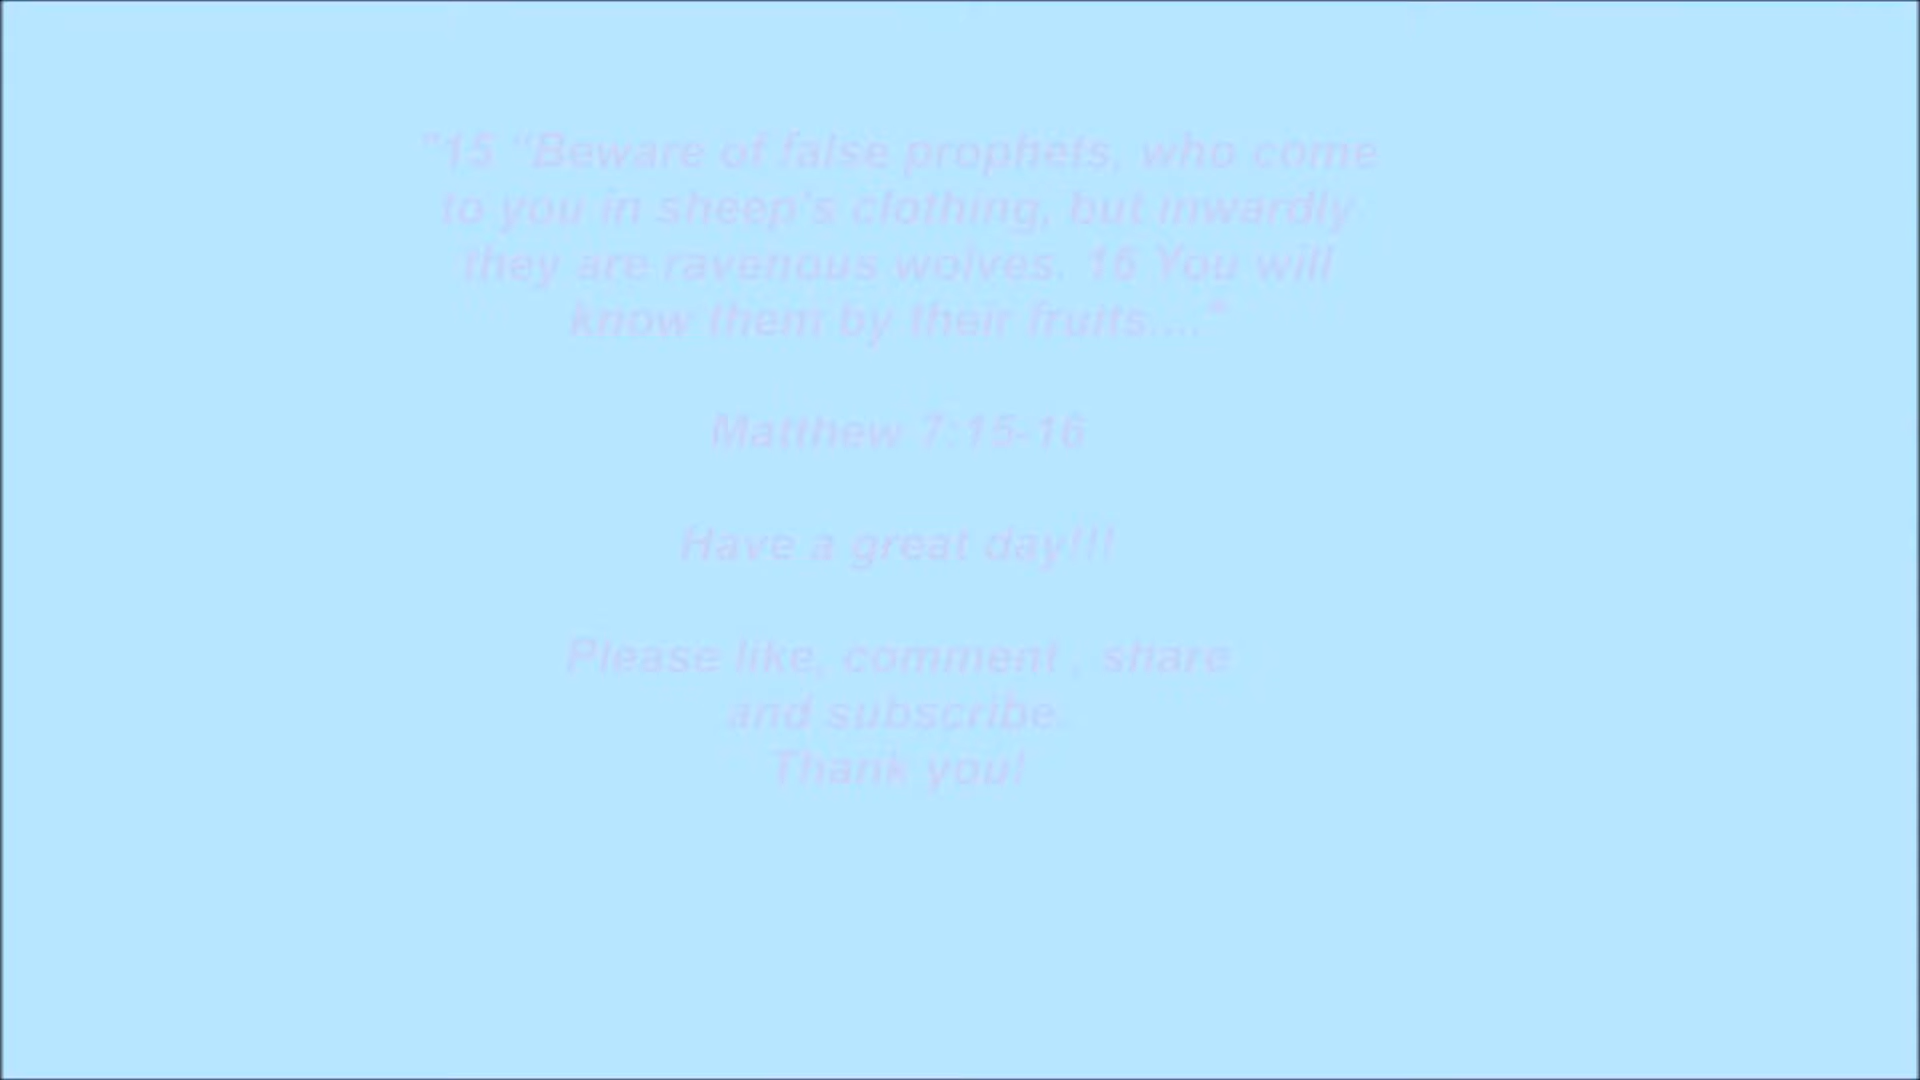 "15 “Beware of false prophets, who come
to you in sheep’s clothing, but inwardly
they are ravenous wolves. 16 You will
know them by their fruits...."
Matthew 7:15-16
Have a great day!!!
Please like, comment , share
and subscribe.
Thank you!